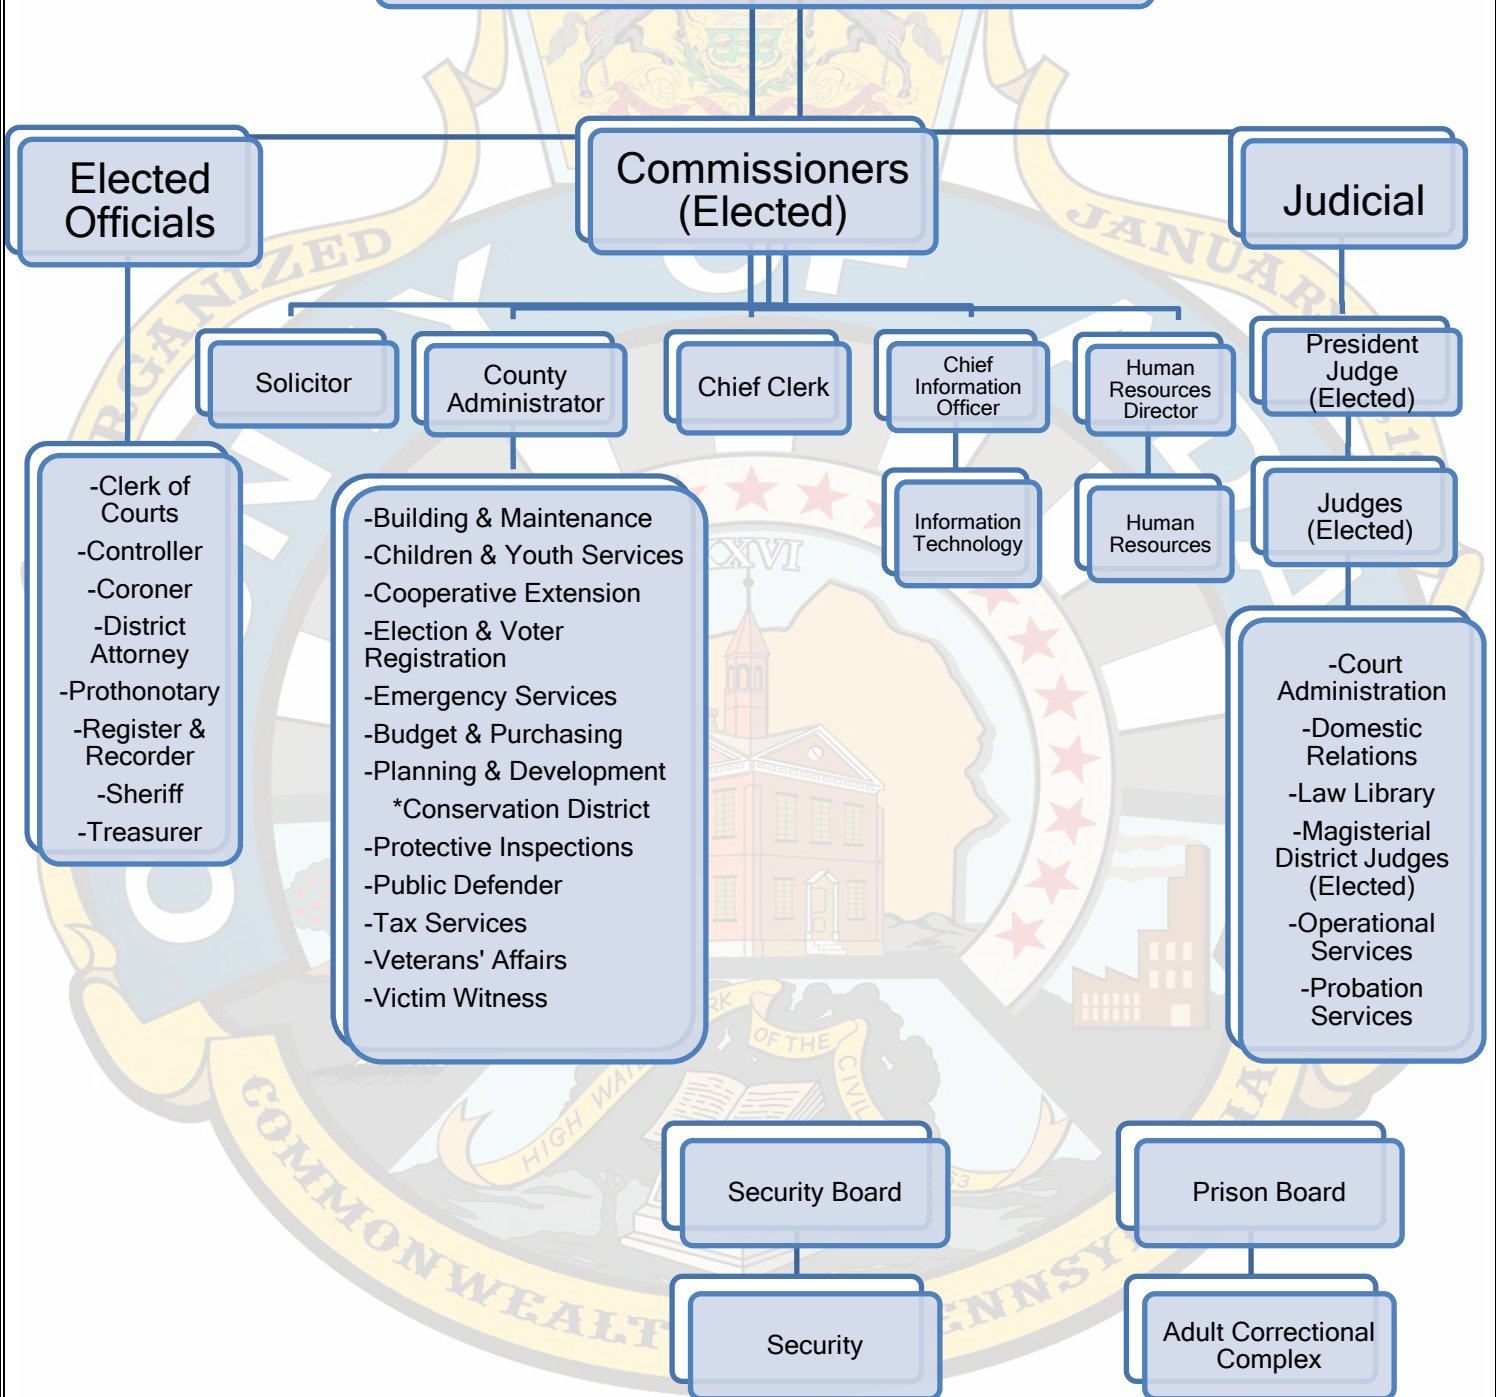 Elected
Officials
Commissioners
(Elected)
Judicial
Solicitor
County
Administrator
Chief Clerk
Chief
Information
Officer
Human
Resources
Director
President
Judge
(Elected)
-Clerk of
Courts
-Controller
-Coroner
-District
Attorney
-Prothonotary
-Register &
Recorder
-Sheriff
-Treasurer
-Building & Maintenance
-Children & Youth Services
-Cooperative Extension
-Election & Voter
Registration
-Emergency Services
-Budget & Purchasing
-Planning & Development
*Conservation District
-Protective Inspections
-Public Defender
-Tax Services
-Veterans' Affairs
-Victim Witness
Information
Technology
Human
Resources
Judges
(Elected)
-Court
Administration
-Domestic
Relations
-Law Library
-Magisterial
District Judges
(Elected)
-Operational
Services
-Probation
Services
Security Board
Security
Prison Board
Adult Correctional
Complex
OF THE CIVIL
HIGH